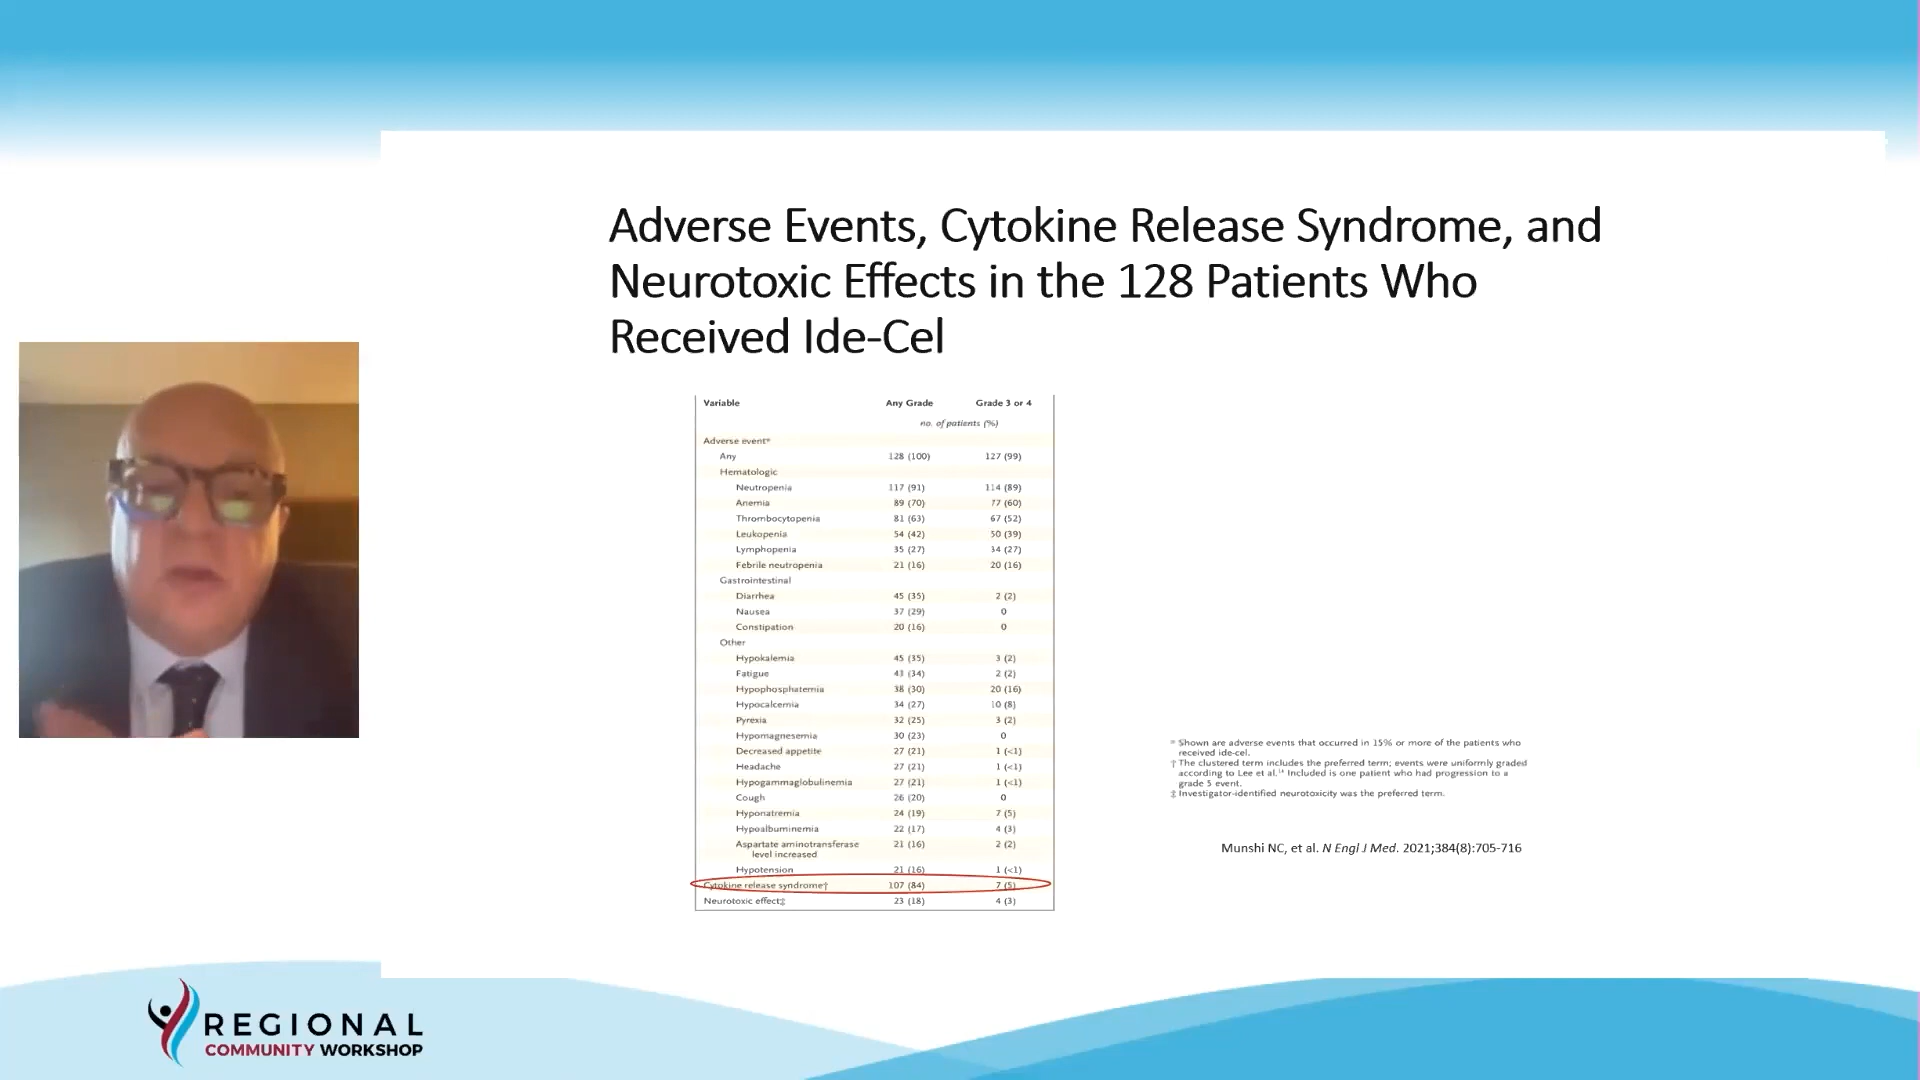 Adverse Events, Cytokine Release Syndrome, and
Neurotoxic Effects in the 128 Patients Who
Received Ide-Cel
Variable Any Grade Grade 3 or 4
no. of patients (%)
Adverse event*
Any 128 (100) 127 (99)
Hematologic
Neutropenia 117 (91) 114 (89)
Anemia 89 (70) 77 (60)
Thrombocytopenia 81 (63) 67 (52)
Leukopenia 54 (42) 50 (39)
Lymphopenia 35 (27) 34 (27)
Febrile neutropenia 21 (16) 20 (16)
Gastrointestinal
Diarrhea 45 (35) 2 (2)
Nausea 37 (29) 0
Constipation 20 (16) 0
Other
Hypokalemia 45 (35) 3 (2)
Fatigue 43 (34) 2 (2)
Hypophosphatemia 38 (30) 20 (16)
Hypocalcemia 34 (27) 10 (8)
Pyrexia 32 (25) 3 (2)
Hypomagnesemia 30 (23) 0
Decreased appetite 27 (21) 1 (<1)
Headache 27 (21) 1 (<1)
Hypogammaglobulinemia 27 (21) 1 (<1)
Cough 26 (20) 0
Hyponatremia 24 (19) 7 (5)
Hypoalbuminemia 22 (17) 4 (3)
Aspartate aminotransferase 21 (16) 2 (2)
level increased
Hypotension 21 (16) 1 (<1)
Cytokine release syndrome† 107 (84) 7 (5)
Neurotoxic effect‡ 23 (18) 4 (3)
* Shown are adverse events that occurred in 15% or more of the patients who
received ide-cel.
† The clustered term includes the preferred term; events were uniformly graded
according to Lee et al.¹⁴ Included is one patient who had progression to a
grade 5 event.
‡ Investigator-identified neurotoxicity was the preferred term.
Munshi NC, et al. N Engl J Med. 2021;384(8):705-716
REGIONAL
COMMUNITY WORKSHOP